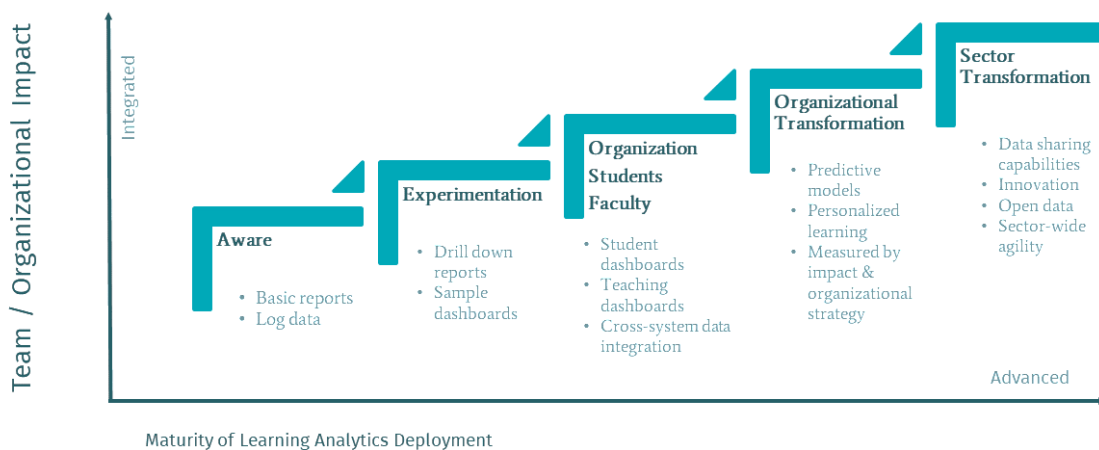 Team / Organizational Impact
Integrated
Aware
• Basic reports
• Log data
Experimentation
• Drill down
reports
• Sample
dashboards
Organization
Students
Faculty
• Student
dashboards
• Teaching
dashboards
• Cross-system data
integration
Organizational
Transformation
• Predictive
models
• Personalized
learning
• Measured by
impact &
organizational
strategy
Sector
Transformation
• Data sharing
capabilities
• Innovation
• Open data
• Sector-wide
agility
Advanced
Maturity of Learning Analytics Deployment